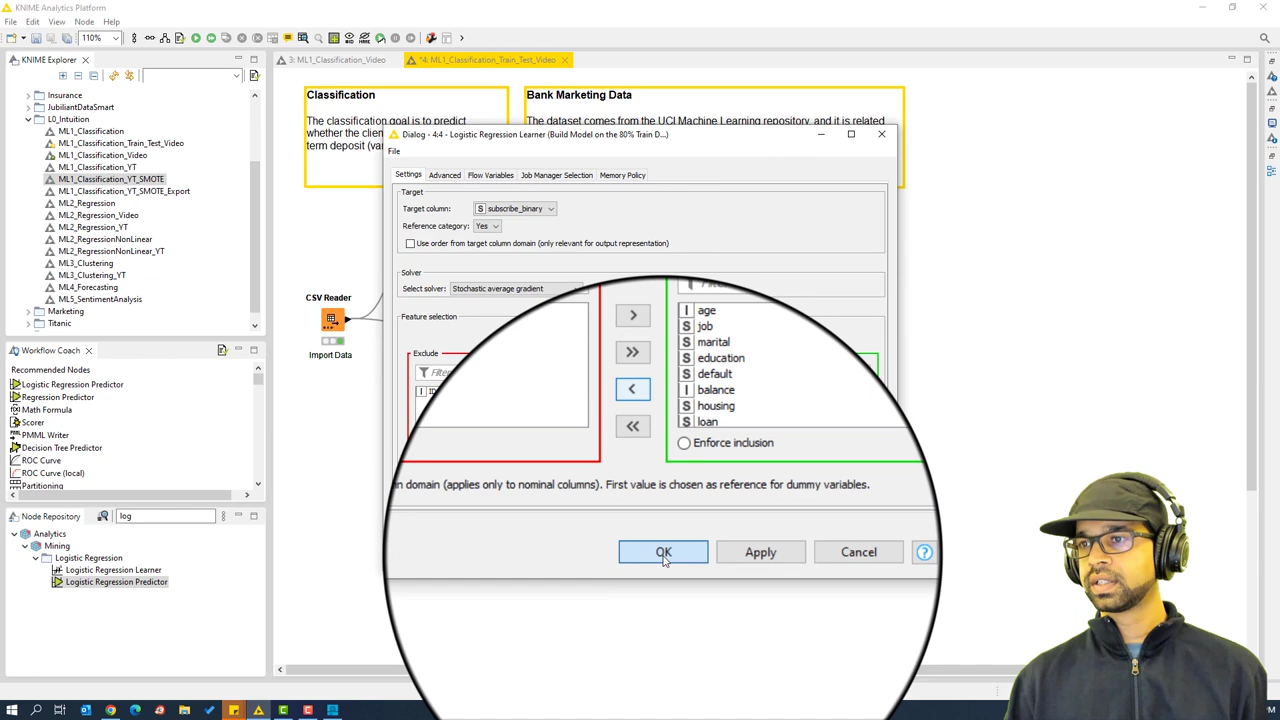 KNIME Analytics Platform
File Edit View Node Help
110%
KNIME Explorer
3: ML1_Classification_Video
*4: ML1_Classification_Train_Test_Video
Insurance
JubiliantDataSmart
L0_Intuition
ML1_Classification
ML1_Classification_Train_Test_Video
ML1_Classification_Video
ML1_Classification_YT
ML1_Classification_YT_SMOTE
ML1_Classification_YT_SMOTE_Export
ML2_Regression
ML2_Regression_Video
ML2_Regression_YT
ML2_RegressionNonLinear
ML2_RegressionNonLinear_YT
ML3_Clustering
ML3_Clustering_YT
ML4_Forecasting
ML5_SentimentAnalysis
Marketing
Titanic
Workflow Coach
Recommended Nodes
Logistic Regression Predictor
Regression Predictor
Math Formula
Scorer
PMML Writer
Decision Tree Predictor
ROC Curve
ROC Curve (local)
Partitioning
Node Repository
log
Analytics
Mining
Logistic Regression
Logistic Regression Learner
Logistic Regression Predictor
Classification
The classification goal is to predict
whether the clien
term deposit (va
Bank Marketing Data
The dataset comes from the UCI Machine Learning repository, and it is related
CSV Reader
Import Data
Dialog - 4:4 - Logistic Regression Learner (Build Model on the 80% Train D...)
File
Settings Advanced Flow Variables Job Manager Selection Memory Policy
Target
Target column: S subscribe_binary
Reference category: Yes
Use order from target column domain (only relevant for output representation)
Solver
Select solver: Stochastic average gradient
Feature selection
Exclude
Filter
I ID
> 
>>
<
<<
I age
S job
S marital
S education
S default
I balance
S housing
S loan
Enforce inclusion
n domain (applies only to nominal columns). First value is chosen as reference for dummy variables.
OK Apply Cancel ?